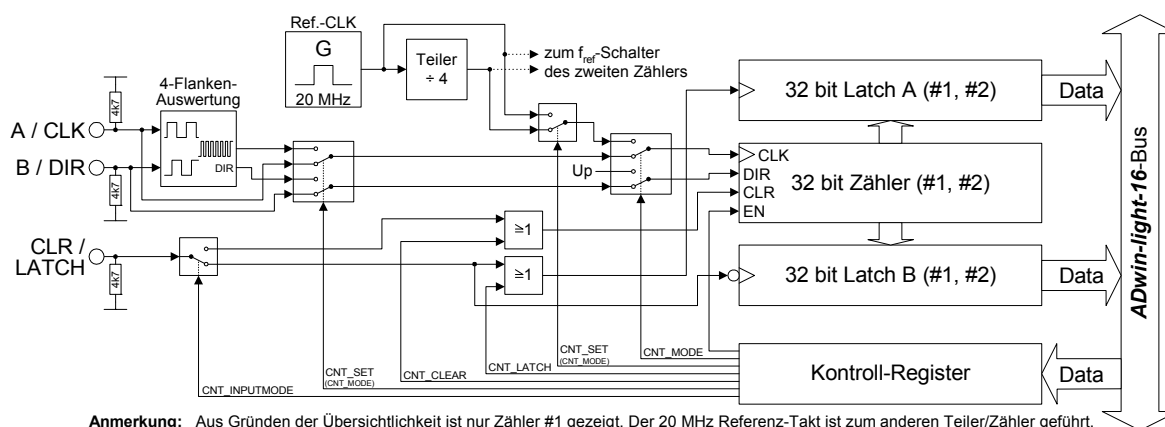 Ref.-CLK
G
20 MHz
Teiler
÷ 4
zum fref-Schalter
des zweiten Zählers
4-Flanken-
Auswertung
DIR
4k7
A / CLK
B / DIR
4k7
CLR /
LATCH
4k7
Up
≥1
≥1
32 bit Latch A (#1, #2)
Data
CLK
DIR
CLR
EN
32 bit Zähler (#1, #2)
32 bit Latch B (#1, #2)
Data
Kontroll-Register
Data
ADwin-light-16-Bus
CNT_INPUTMODE
CNT_SET
(CNT_MODE)
CNT_CLEAR
CNT_LATCH
CNT_SET
(CNT_MODE)
CNT_MODE
Anmerkung: Aus Gründen der Übersichtlichkeit ist nur Zähler #1 gezeigt. Der 20 MHz Referenz-Takt ist zum anderen Teiler/Zähler geführt.